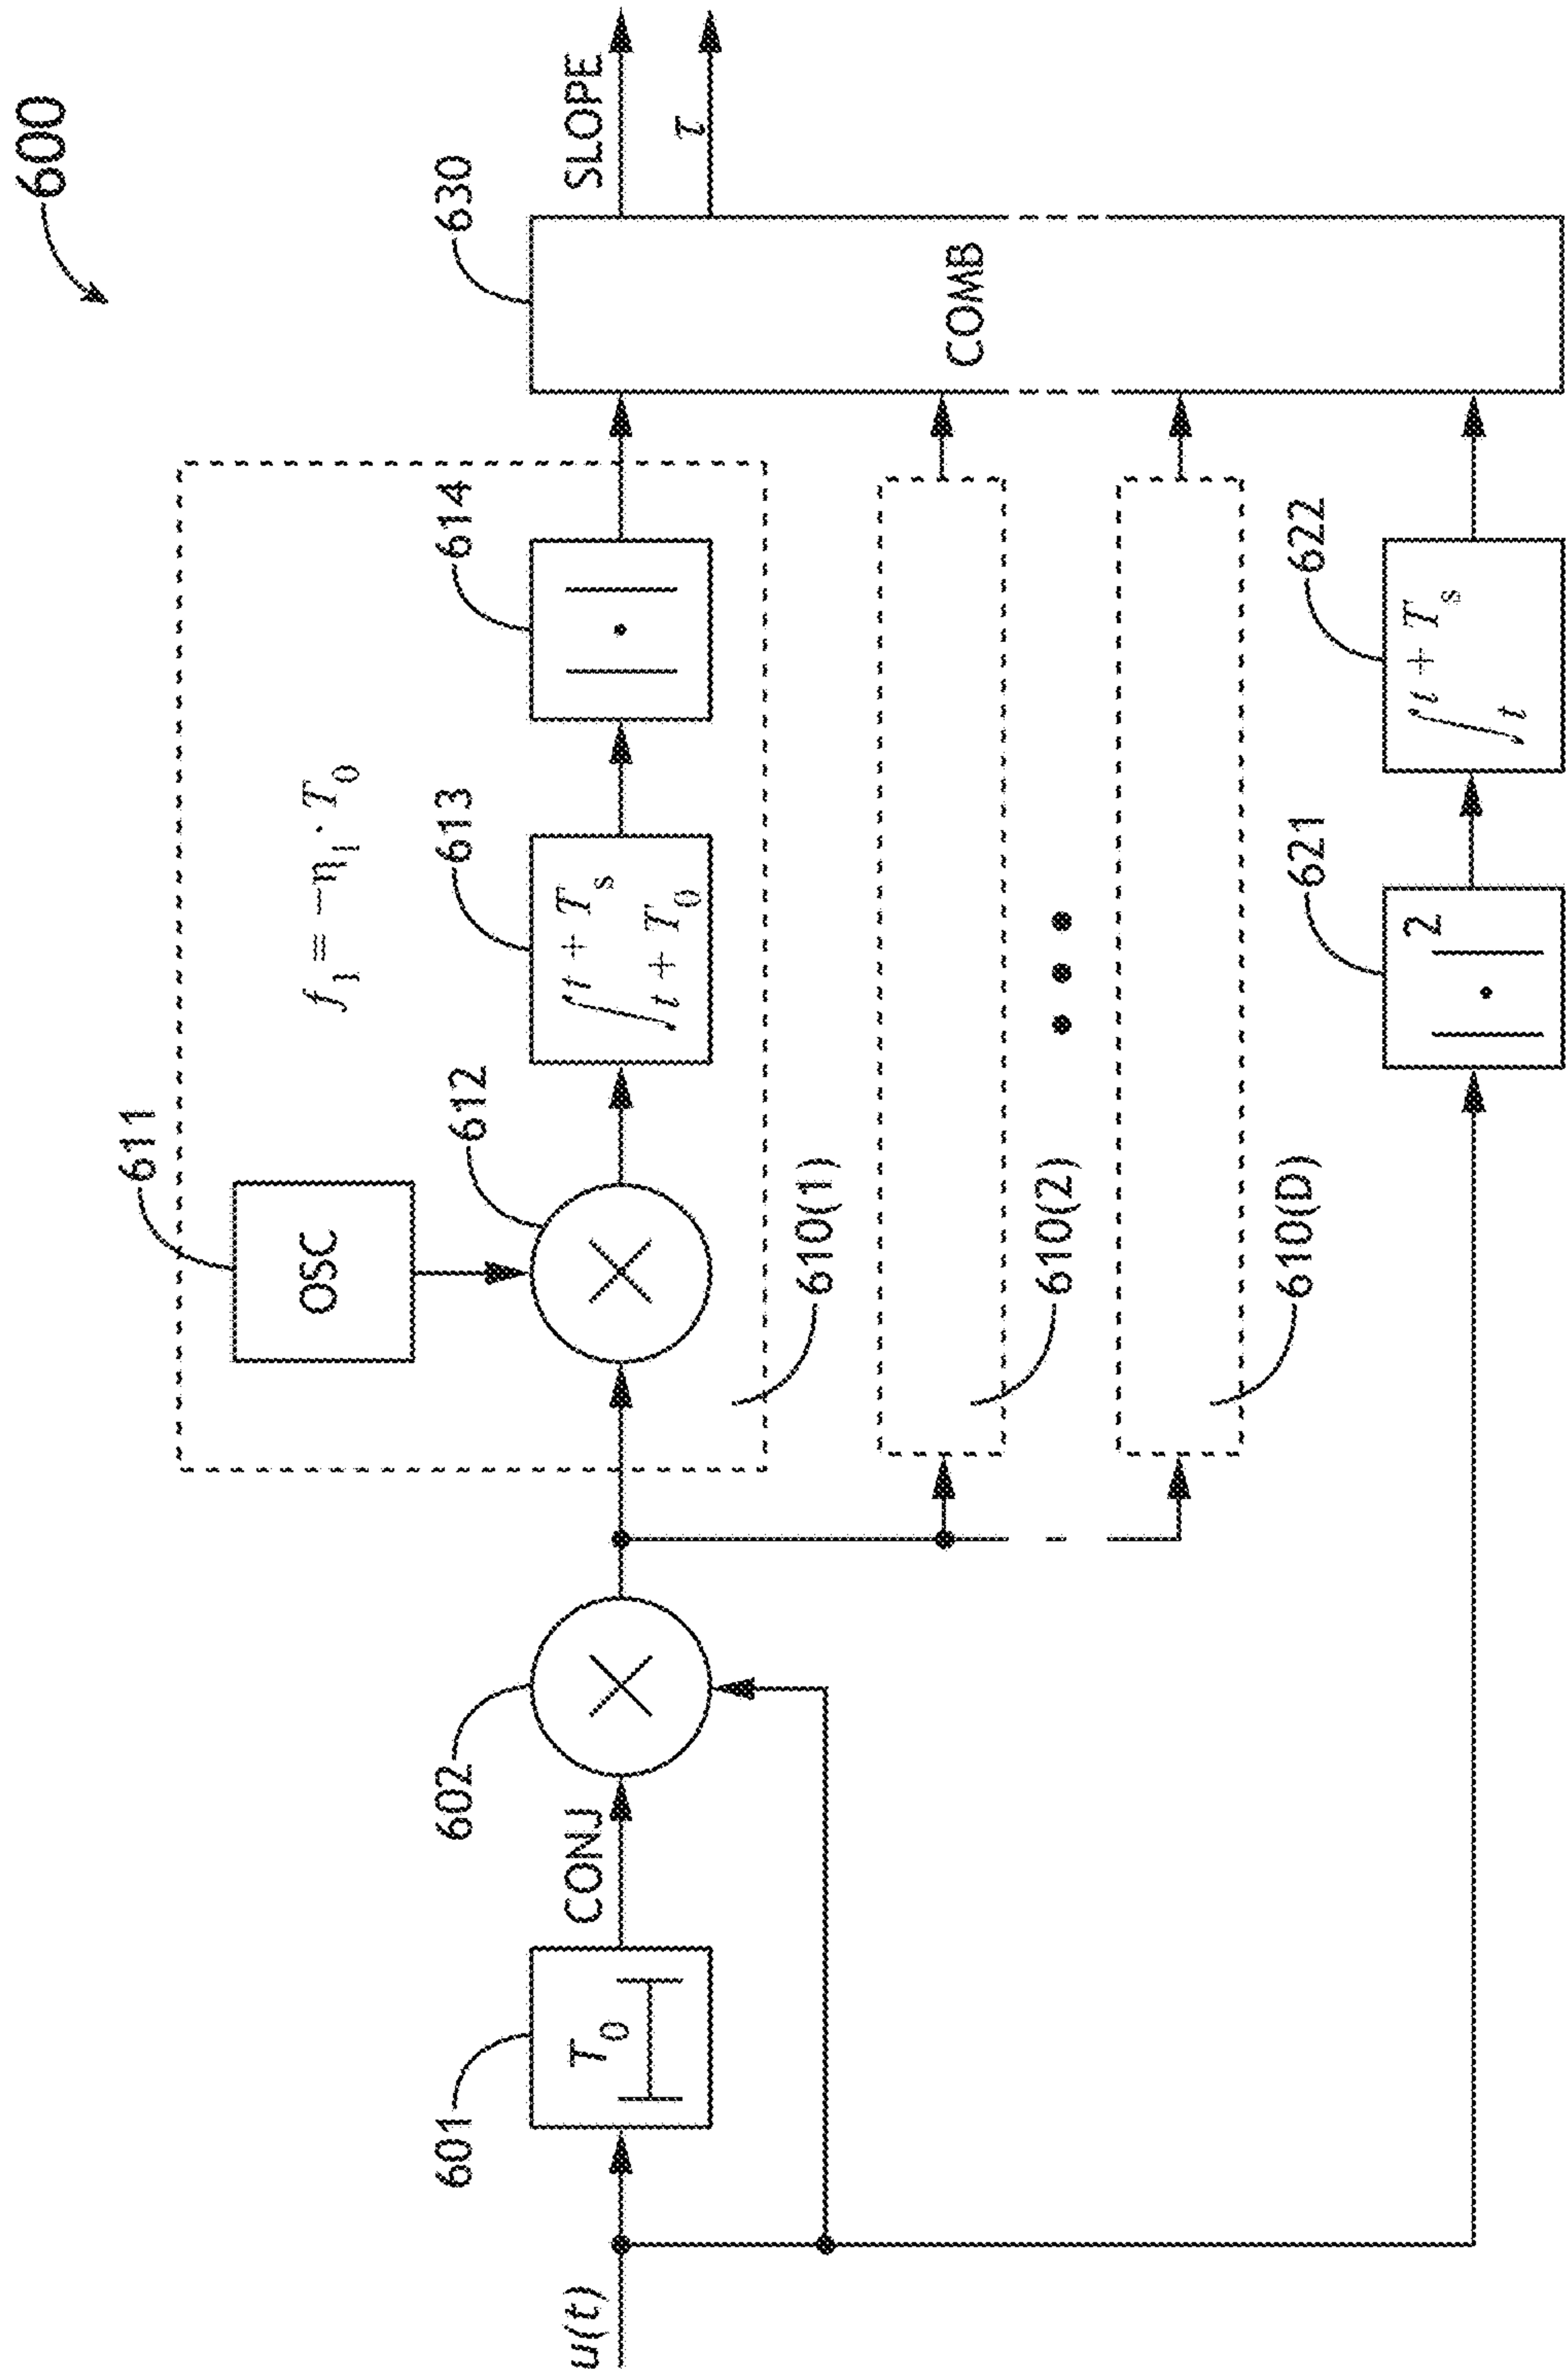 600
611
OSC
f₁ = −η₁ · T₀
601
602
612
613
614
630
u(t)
T₀
CONJ
∫ t + Tₛ
t + T₀
|·|
SLOPE
τ
COMB
610(1)
610(2)
610(D)
621
622
|·|²
∫ t + Tₛ
t